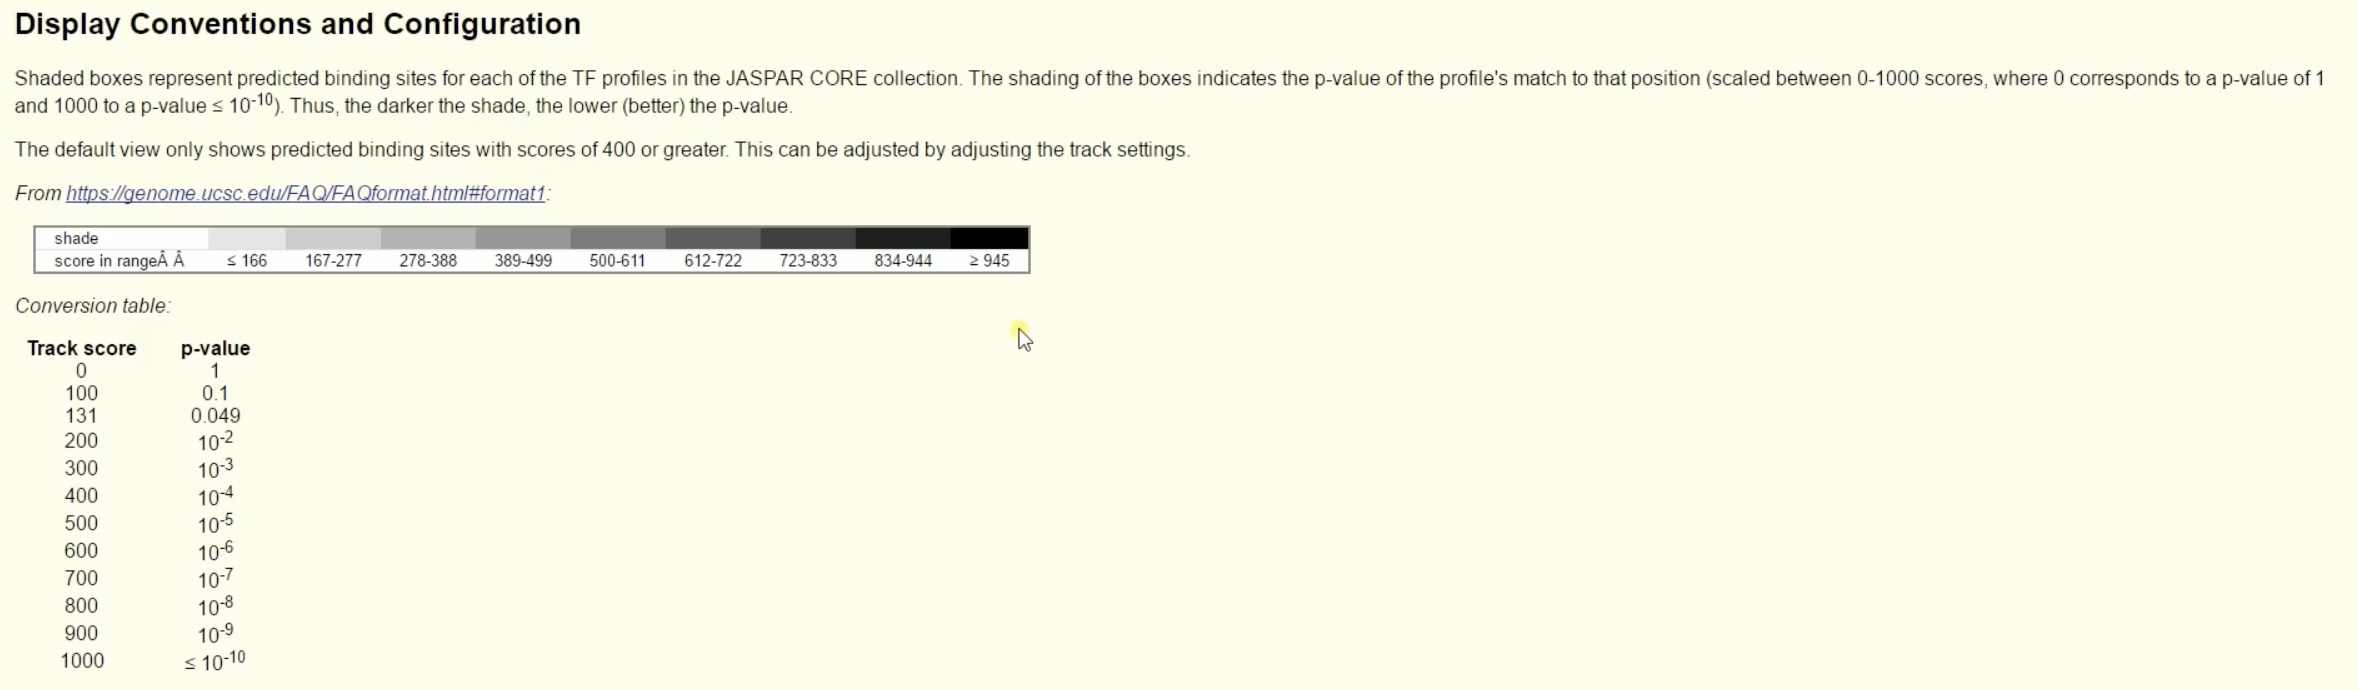 Display Conventions and Configuration
Shaded boxes represent predicted binding sites for each of the TF profiles in the JASPAR CORE collection. The shading of the boxes indicates the p-value of the profile's match to that position (scaled between 0-1000 scores, where 0 corresponds to a p-value of 1
and 1000 to a p-value ≤ 10⁻¹⁰). Thus, the darker the shade, the lower (better) the p-value.
The default view only shows predicted binding sites with scores of 400 or greater. This can be adjusted by adjusting the track settings.
From https://genome.ucsc.edu/FAQ/FAQformat.html#format1:
shade
score in rangeÂ Â ≤ 166 167-277 278-388 389-499 500-611 612-722 723-833 834-944 ≥ 945
Conversion table:
Track score p-value
0 1
100 0.1
131 0.049
200 10⁻²
300 10⁻³
400 10⁻⁴
500 10⁻⁵
600 10⁻⁶
700 10⁻⁷
800 10⁻⁸
900 10⁻⁹
1000 ≤ 10⁻¹⁰